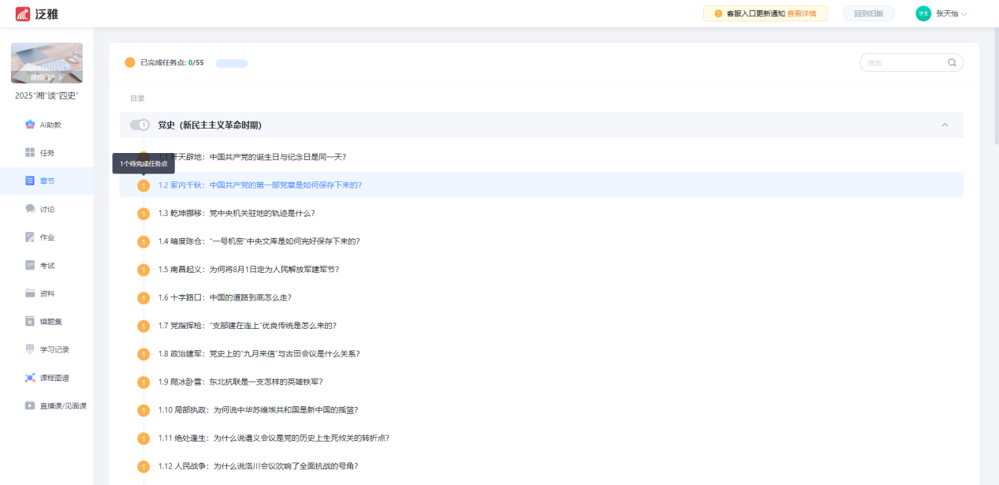 泛雅
客服入口更新通知 查看详情
回到旧版
学生
张天怡
课程门户
2025"湘"谈"四史"
AI助教
任务
章节
讨论
作业
考试
资料
错题集
学习记录
课程图谱
直播课/见面课
已完成任务点: 0/55
搜索
目录
1 党史（新民主主义革命时期）
1.1 开天辟地：中国共产党的诞生日与纪念日是同一天？
1个待完成任务点
1 1.2 冢内千秋：中国共产党的第一部党章是如何保存下来的？
1 1.3 乾坤挪移：党中央机关驻地的轨迹是什么？
1 1.4 暗度陈仓："一号机密"中央文库是如何完好保存下来的？
1 1.5 南昌起义：为何将8月1日定为人民解放军建军节？
1 1.6 十字路口：中国的道路到底怎么走？
1 1.7 党指挥枪："支部建在连上"优良传统是怎么来的？
1 1.8 政治建军：党史上的"九月来信"与古田会议是什么关系？
1 1.9 爬冰卧雪：东北抗联是一支怎样的英雄铁军？
1 1.10 局部执政：为何说中华苏维埃共和国是新中国的摇篮？
1 1.11 绝处逢生：为什么说遵义会议是党的历史上生死攸关的转折点？
1 1.12 人民战争：为什么说洛川会议吹响了全面抗战的号角？